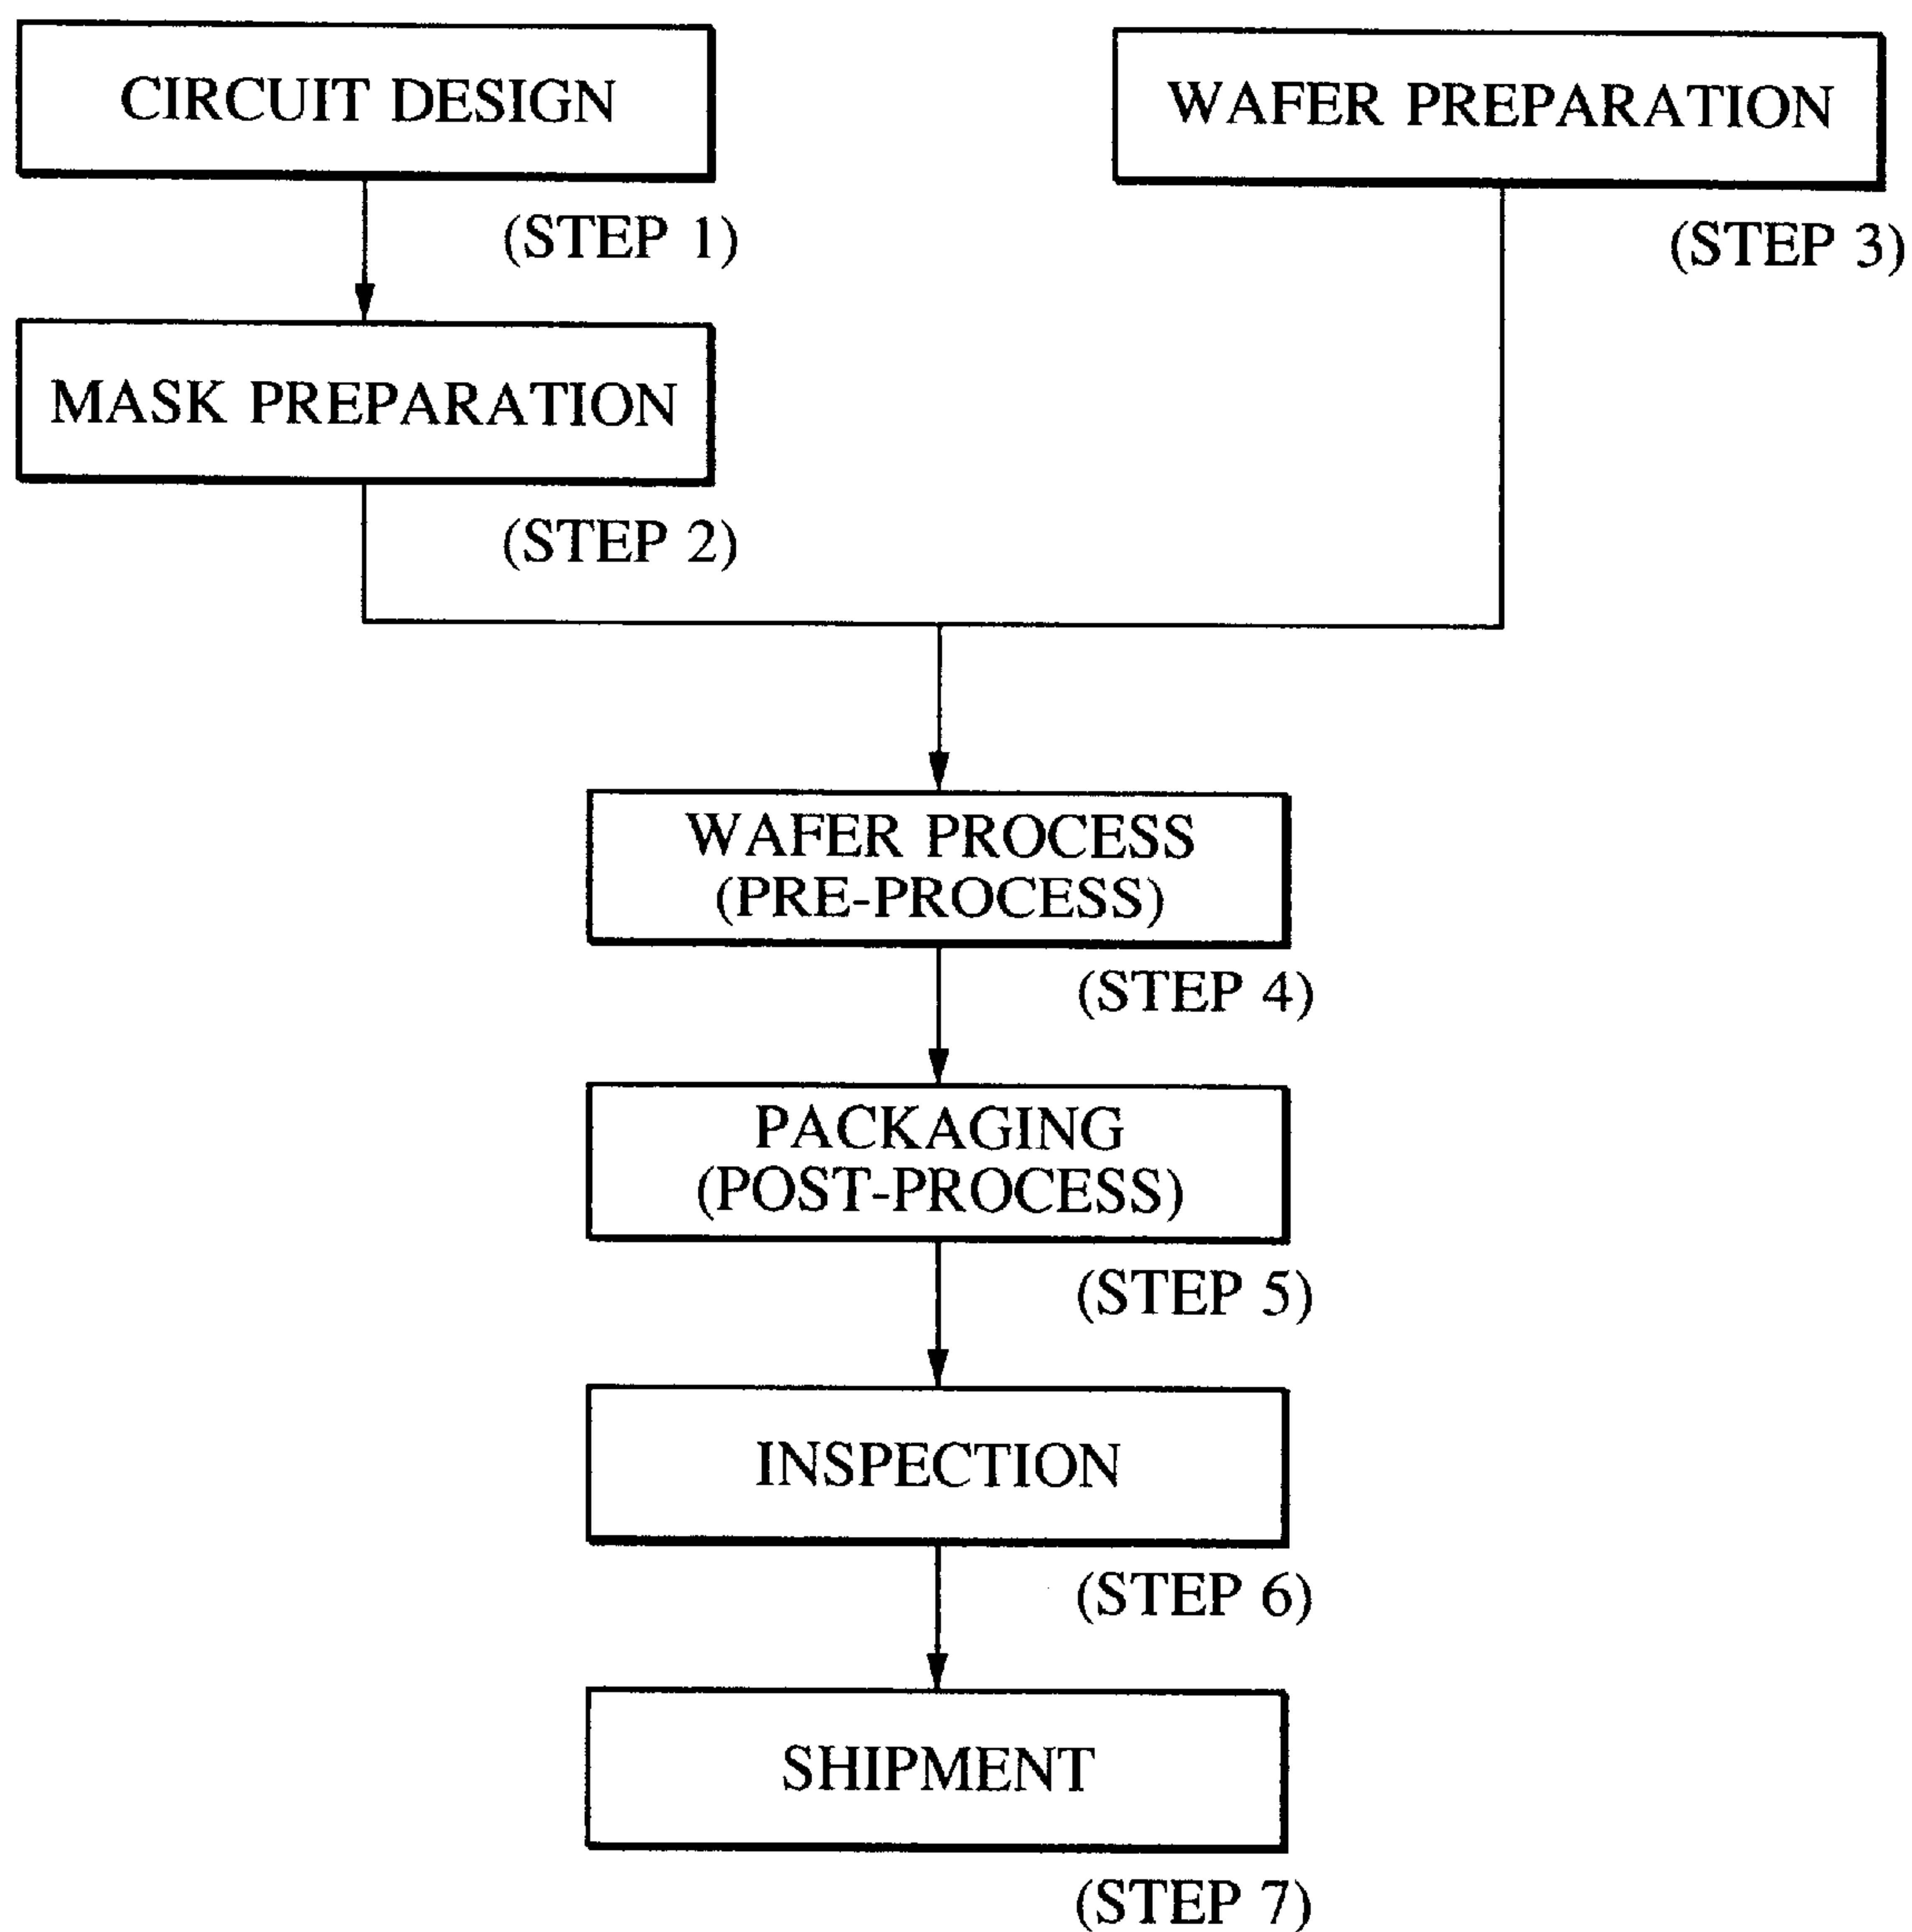 CIRCUIT DESIGN
(STEP 1)
MASK PREPARATION
(STEP 2)
WAFER PREPARATION
(STEP 3)
WAFER PROCESS
(PRE-PROCESS)
(STEP 4)
PACKAGING
(POST-PROCESS)
(STEP 5)
INSPECTION
(STEP 6)
SHIPMENT
(STEP 7)